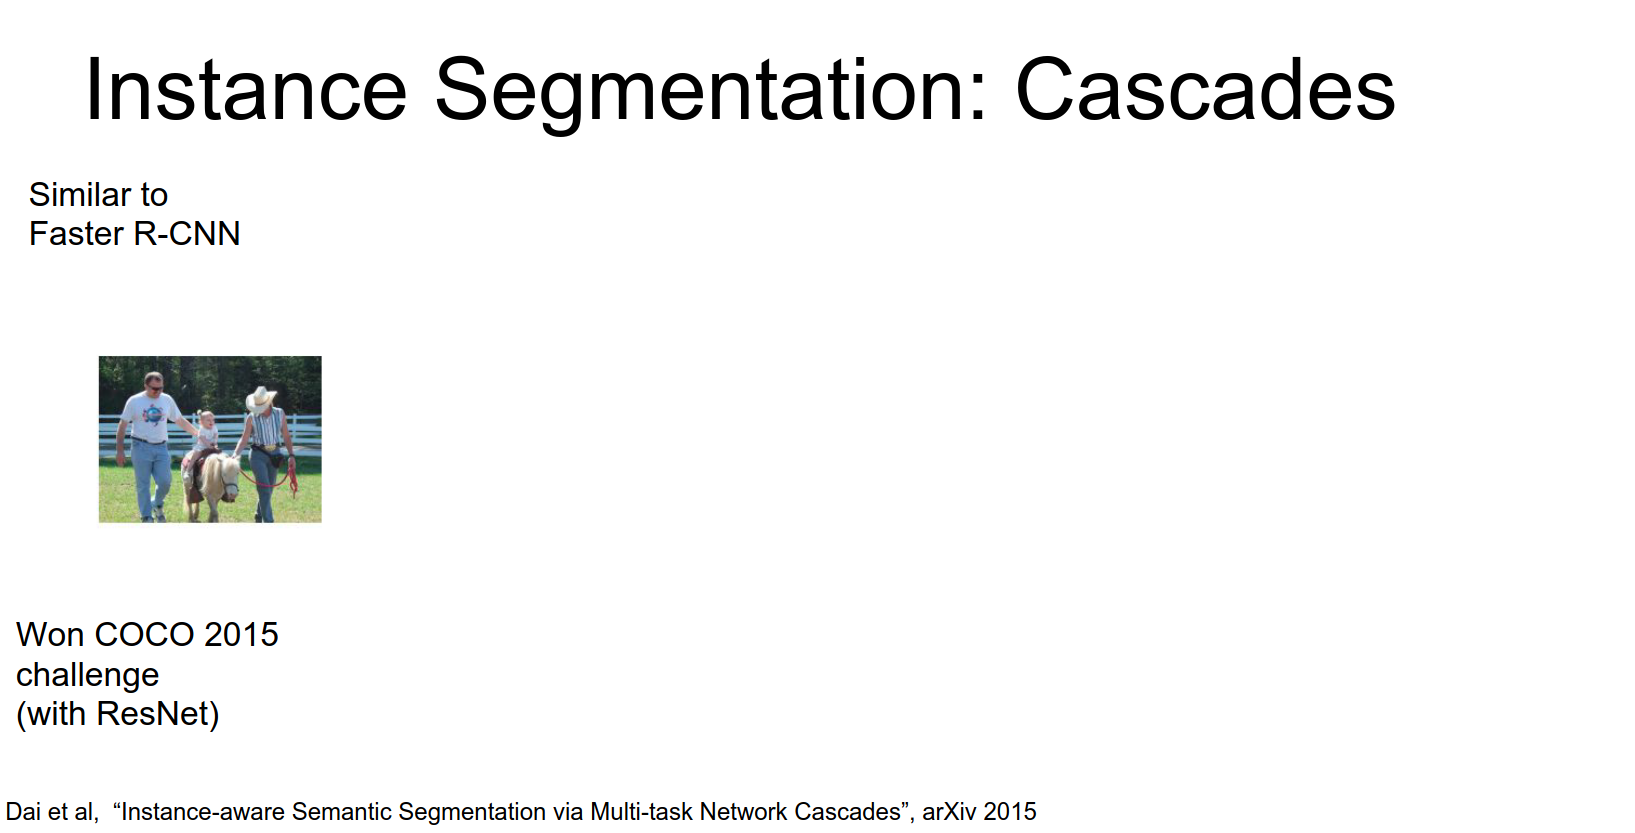 Instance Segmentation: Cascades
Similar to
Faster R-CNN
Won COCO 2015
challenge
(with ResNet)
Dai et al,  “Instance-aware Semantic Segmentation via Multi-task Network Cascades”, arXiv 2015